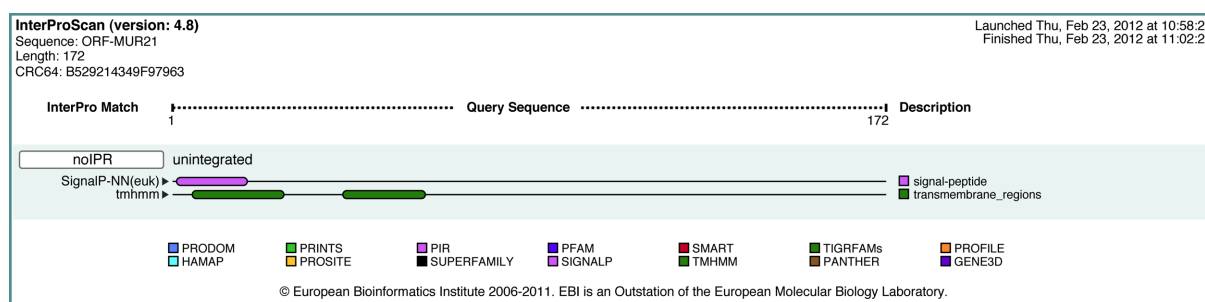 InterProScan (version: 4.8)
Launched Thu, Feb 23, 2012 at 10:58:2
Sequence: ORF-MUR21
Finished Thu, Feb 23, 2012 at 11:02:2
Length: 172
CRC64: B529214349F97963
InterPro Match Query Sequence Description
1 172
noIPR unintegrated
SignalP-NN(euk) signal-peptide
tmhmm transmembrane_regions
PRODOM PRINTS PIR PFAM SMART TIGRFAMs PROFILE
HAMAP PROSITE SUPERFAMILY SIGNALP TMHMM PANTHER GENE3D
© European Bioinformatics Institute 2006-2011. EBI is an Outstation of the European Molecular Biology Laboratory.